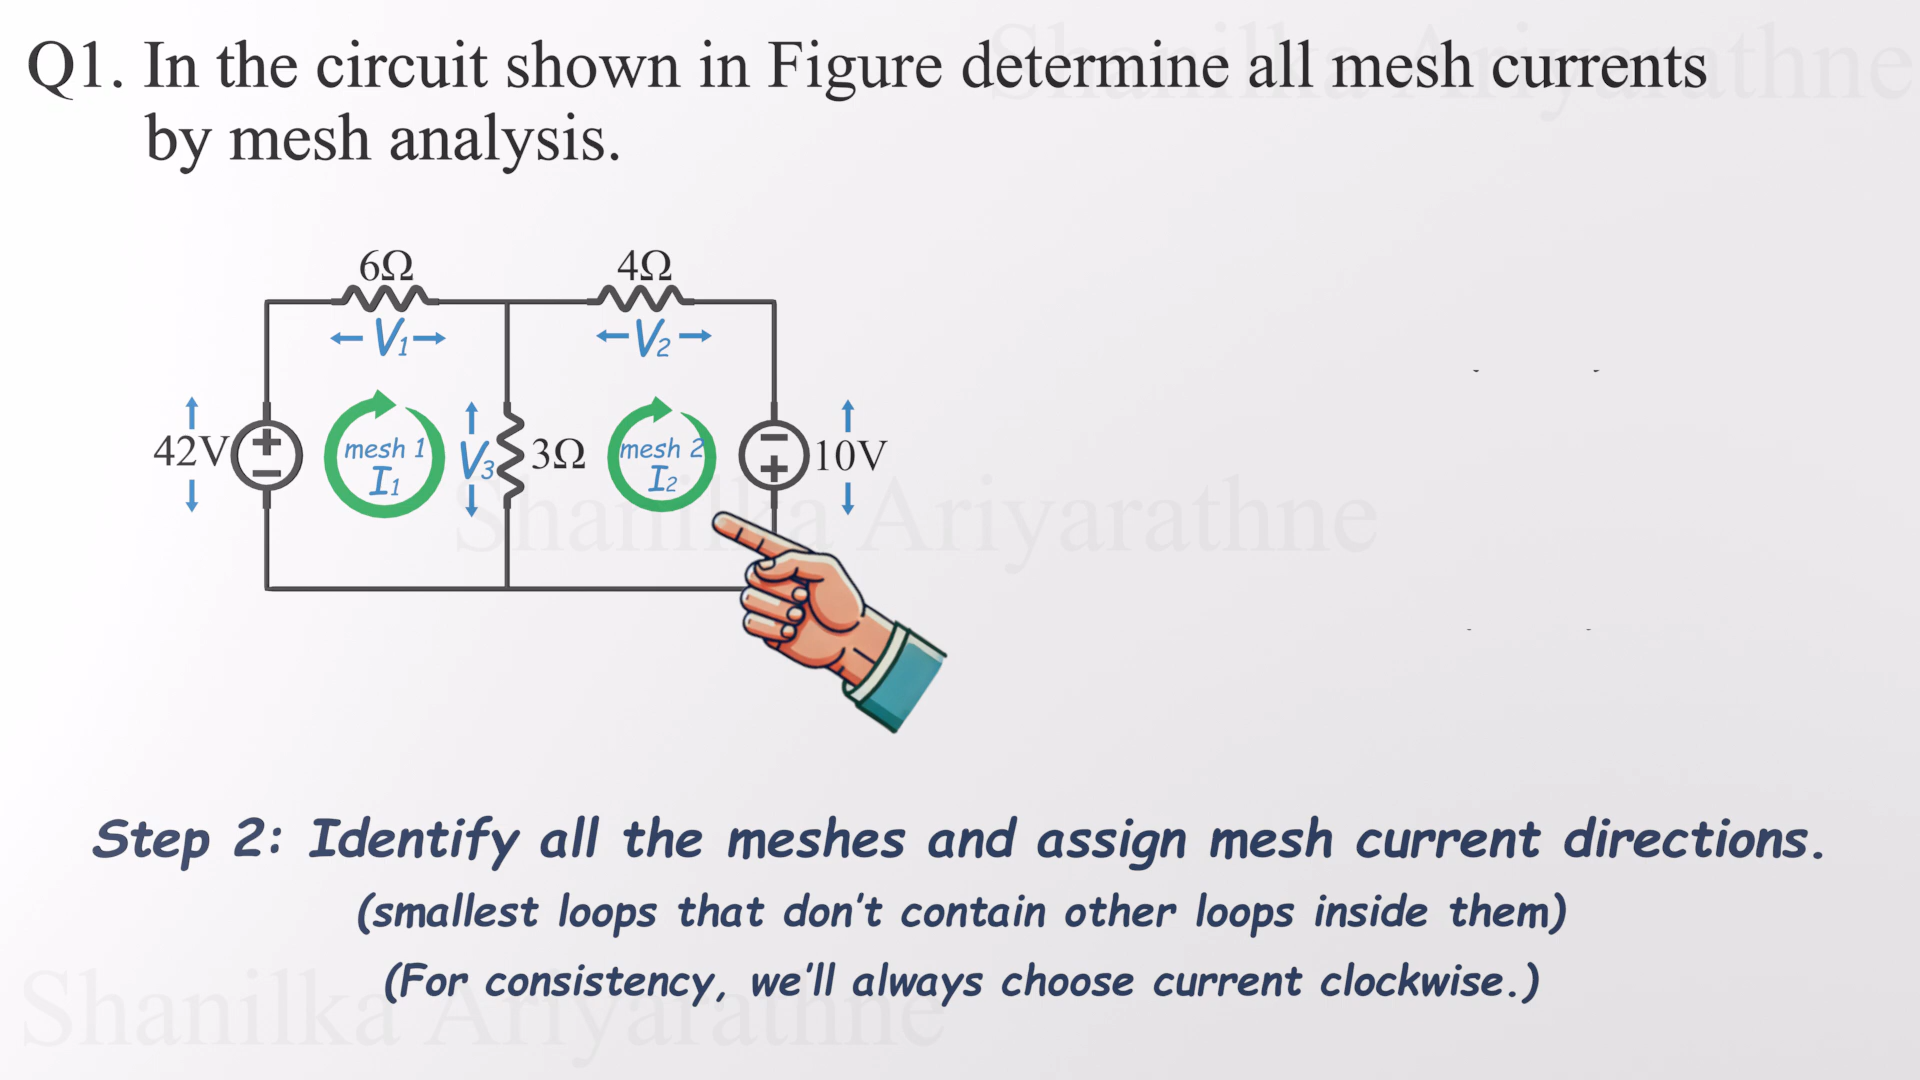 Q1. In the circuit shown in Figure determine all mesh currents
by mesh analysis.
6Ω
4Ω
V₁
V₂
42V
+
−
mesh 1
I₁
V₃
3Ω
mesh 2
I₂
−
+
10V
Step 2: Identify all the meshes and assign mesh current directions.
(smallest loops that don't contain other loops inside them)
(For consistency, we'll always choose current clockwise.)
Shanilka Ariyarathne
Shanilka Ariyarathne
Shanilka Ariyarathne